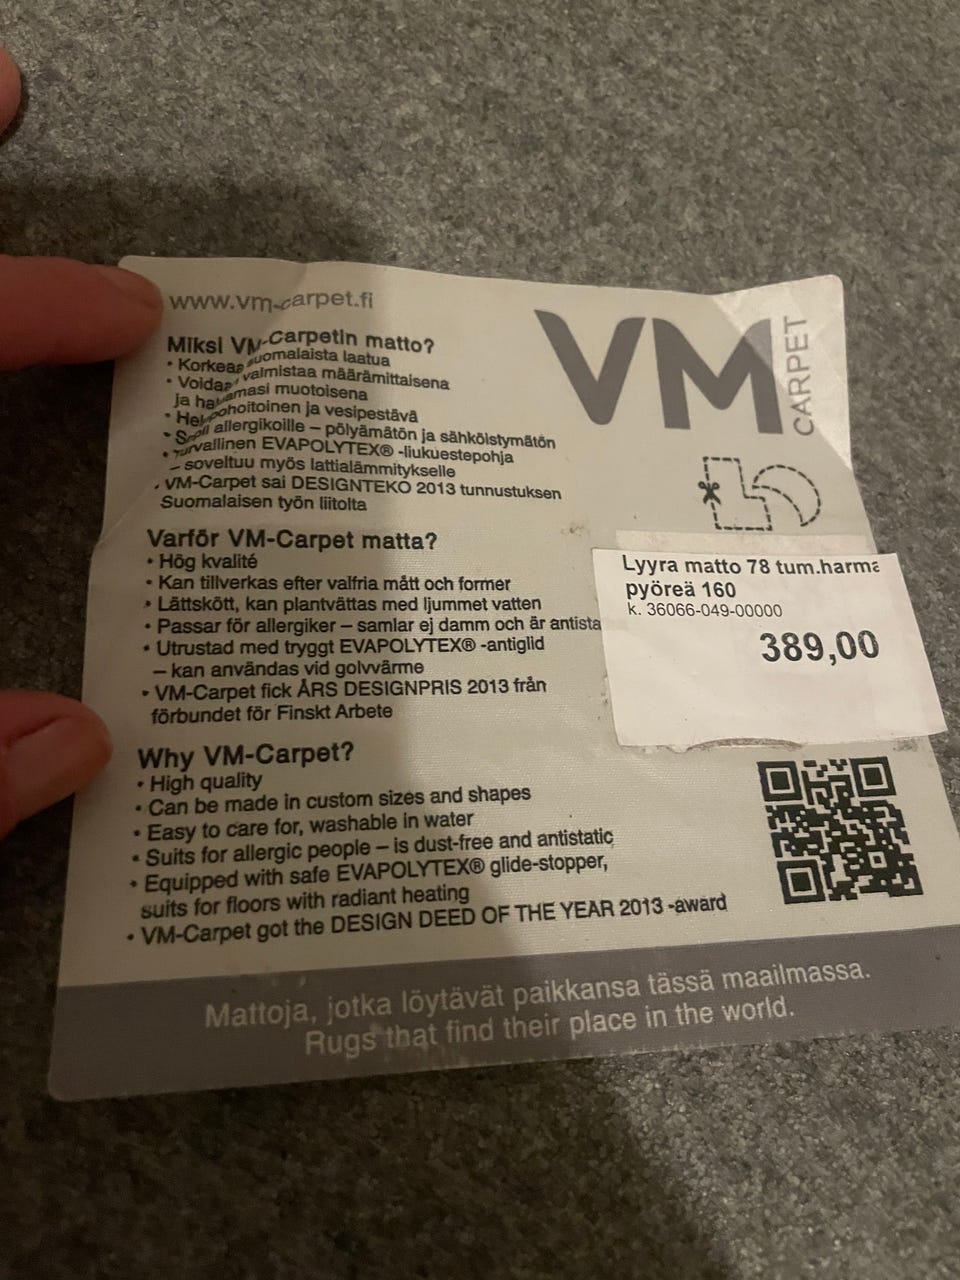 www.vm-carpet.fi
VM
CARPET
Miksi VM-Carpetin matto?
• Korkeaa suomalaista laatua
• Voidaan valmistaa määrämittaisena
ja haluamasi muotoisena
• Helppohoitoinen ja vesipestävä
• Sopii allergikoille – pölyämätön ja sähköistymätön
• Turvallinen EVAPOLYTEX® -liukuestepohja
– soveltuu myös lattialämmitykselle
• VM-Carpet sai DESIGNTEKO 2013 tunnustuksen
Suomalaisen työn liitolta
Varför VM-Carpet matta?
• Hög kvalité
• Kan tillverkas efter valfria mått och former
• Lättskött, kan plantvättas med ljummet vatten
• Passar för allergiker – samlar ej damm och är antista
• Utrustad med tryggt EVAPOLYTEX® -antiglid
– kan användas vid golvvärme
• VM-Carpet fick ÅRS DESIGNPRIS 2013 från
förbundet för Finskt Arbete
Lyyra matto 78 tum.harma
pyöreä 160
k. 36066-049-00000
389,00
Why VM-Carpet?
• High quality
• Can be made in custom sizes and shapes
• Easy to care for, washable in water
• Suits for allergic people – is dust-free and antistatic
• Equipped with safe EVAPOLYTEX® glide-stopper,
suits for floors with radiant heating
• VM-Carpet got the DESIGN DEED OF THE YEAR 2013 -award
Mattoja, jotka löytävät paikkansa tässä maailmassa.
Rugs that find their place in the world.